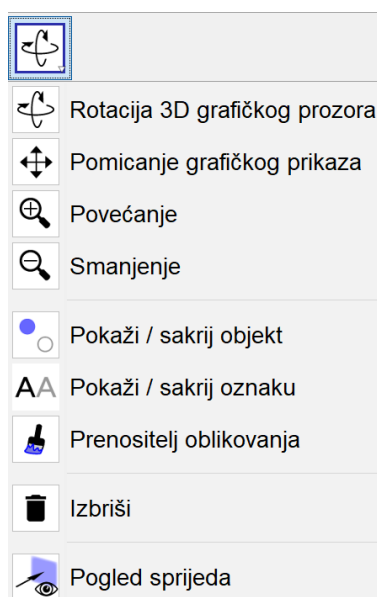 Rotacija 3D grafičkog prozora
Pomicanje grafičkog prikaza
Povećanje
Smanjenje
Pokaži / sakrij objekt
AA Pokaži / sakrij oznaku
Prenositelj oblikovanja
Izbriši
Pogled sprijeda